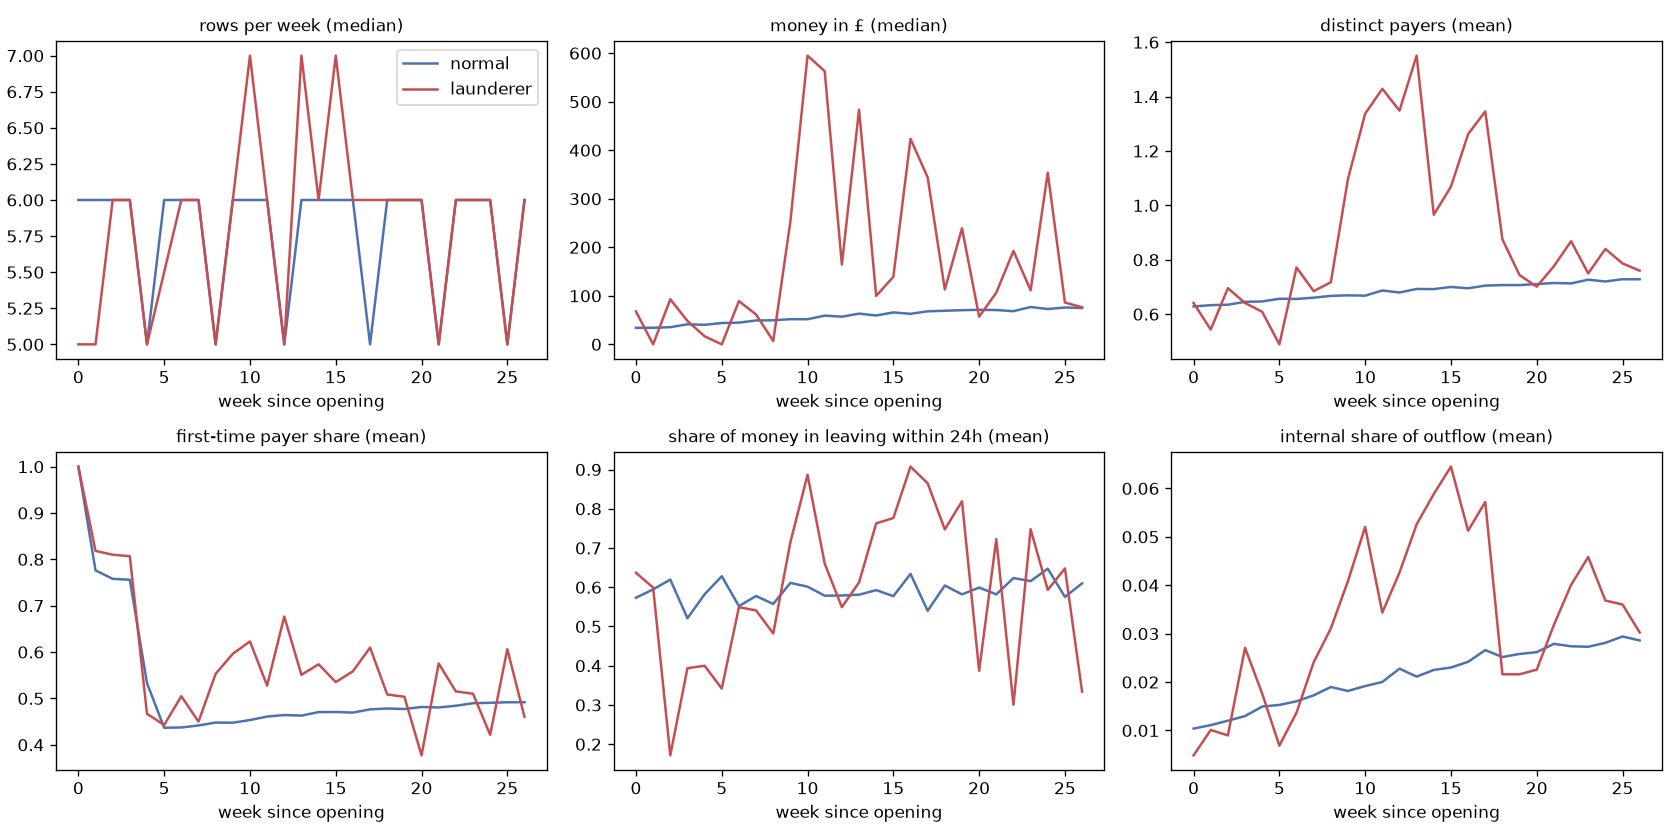 rows per week (median)
7.00
6.75
6.50
6.25
6.00
5.75
5.50
5.25
5.00
normal
launderer
0 5 10 15 20 25
week since opening
money in £ (median)
600
500
400
300
200
100
0
0 5 10 15 20 25
week since opening
distinct payers (mean)
1.6
1.4
1.2
1.0
0.8
0.6
0 5 10 15 20 25
week since opening
first-time payer share (mean)
1.0
0.9
0.8
0.7
0.6
0.5
0.4
0 5 10 15 20 25
week since opening
share of money in leaving within 24h (mean)
0.9
0.8
0.7
0.6
0.5
0.4
0.3
0.2
0 5 10 15 20 25
week since opening
internal share of outflow (mean)
0.06
0.05
0.04
0.03
0.02
0.01
0 5 10 15 20 25
week since opening